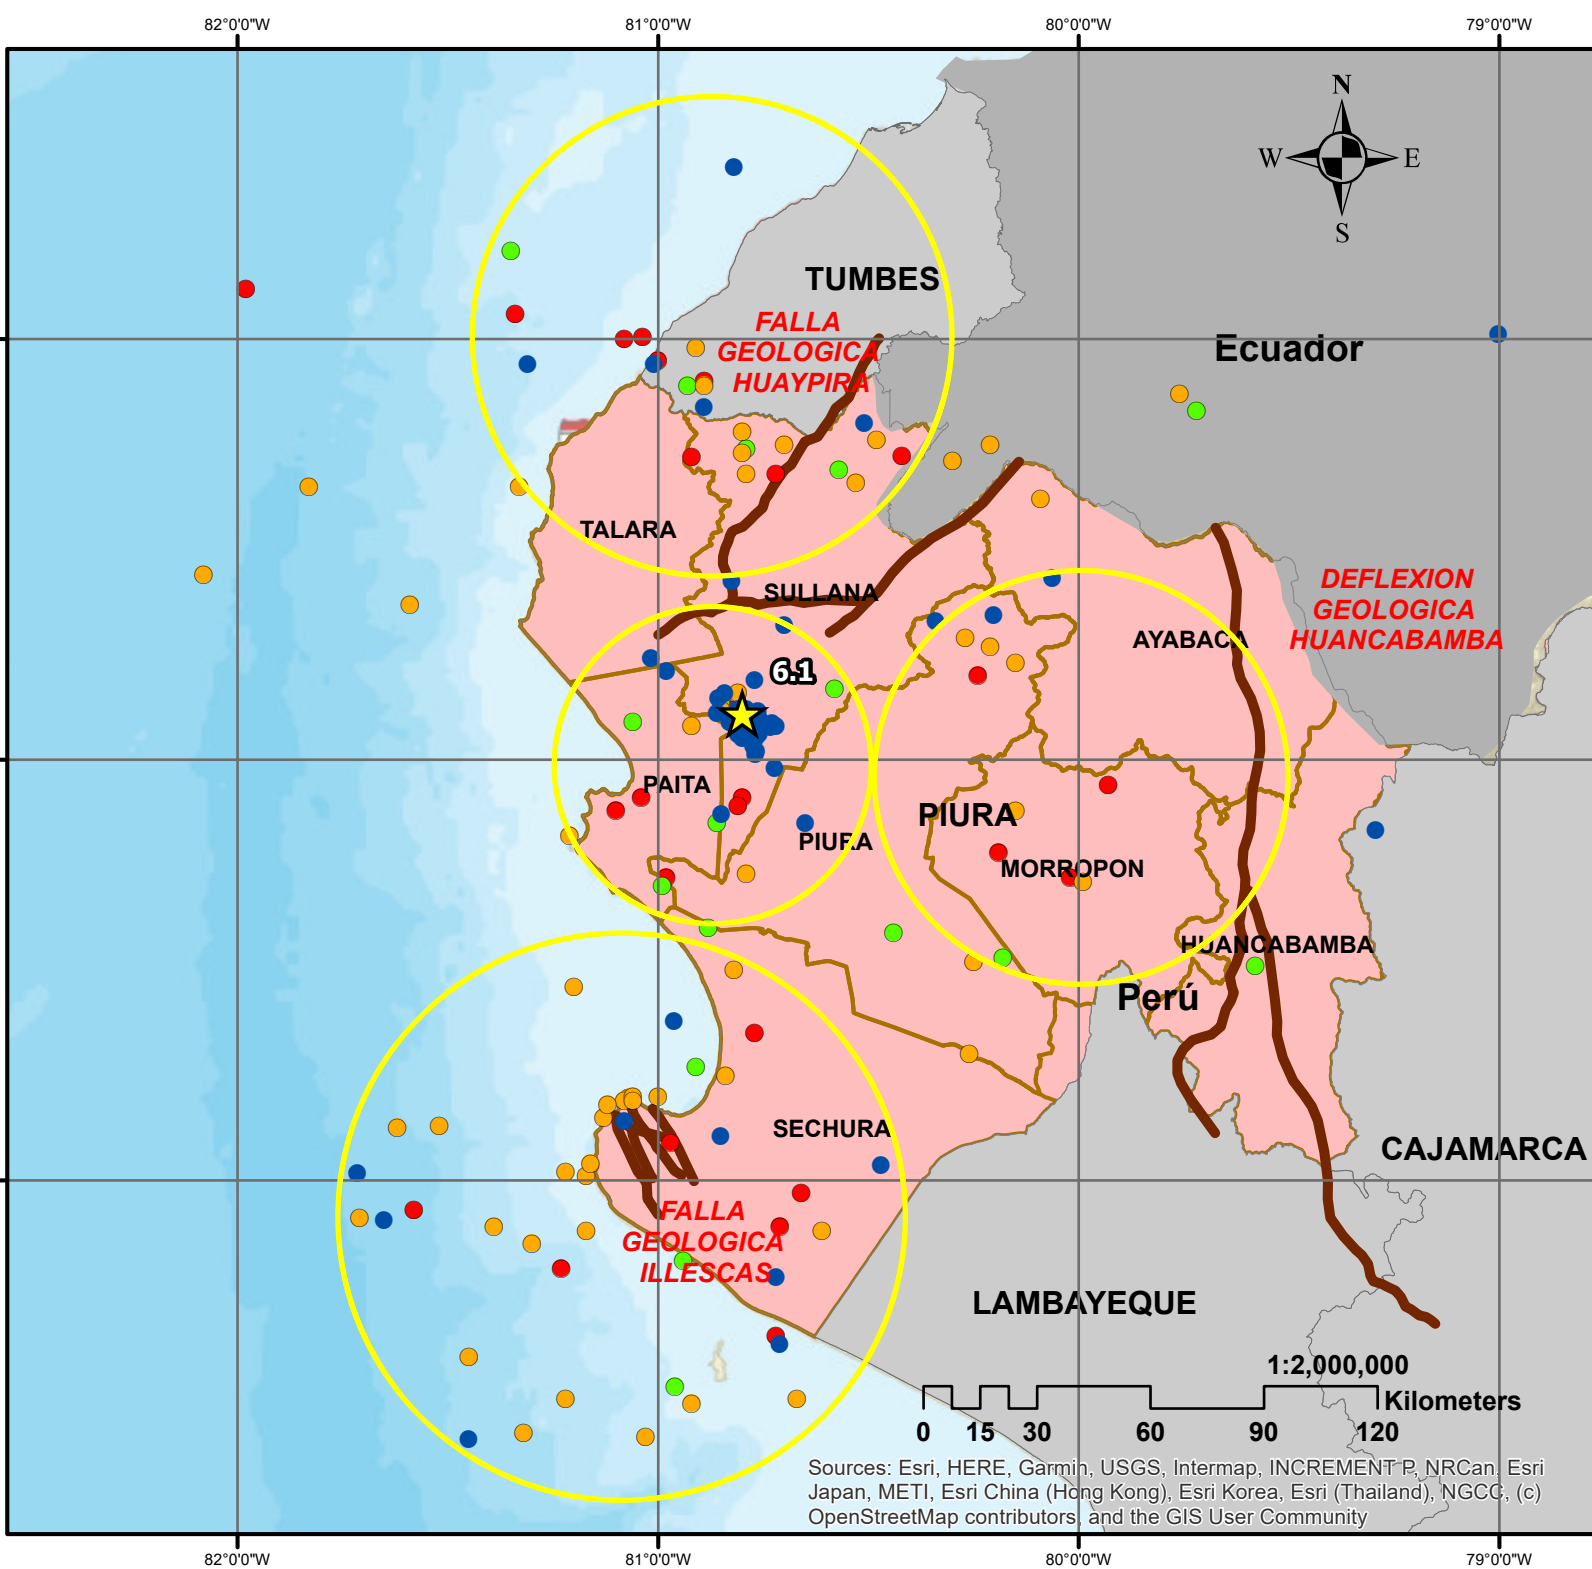 82°0'0"W
81°0'0"W
80°0'0"W
79°0'0"W
N
W
E
S
TUMBES
FALLA
GEOLOGICA
HUAYPIRA
Ecuador
TALARA
SULLANA
DEFLEXION
GEOLOGICA
HUANCABAMBA
AYABACA
6.1
PAITA
PIURA
PIURA
MORROPON
HUANCABAMBA
Perú
SECHURA
CAJAMARCA
FALLA
GEOLOGICA
ILLESCAS
LAMBAYEQUE
1:2,000,000
Kilometers
0 15 30 60 90 120
Sources: Esri, HERE, Garmin, USGS, Intermap, INCREMENT P, NRCan, Esri
Japan, METI, Esri China (Hong Kong), Esri Korea, Esri (Thailand), NGCC, (c)
OpenStreetMap contributors, and the GIS User Community
82°0'0"W
81°0'0"W
80°0'0"W
79°0'0"W